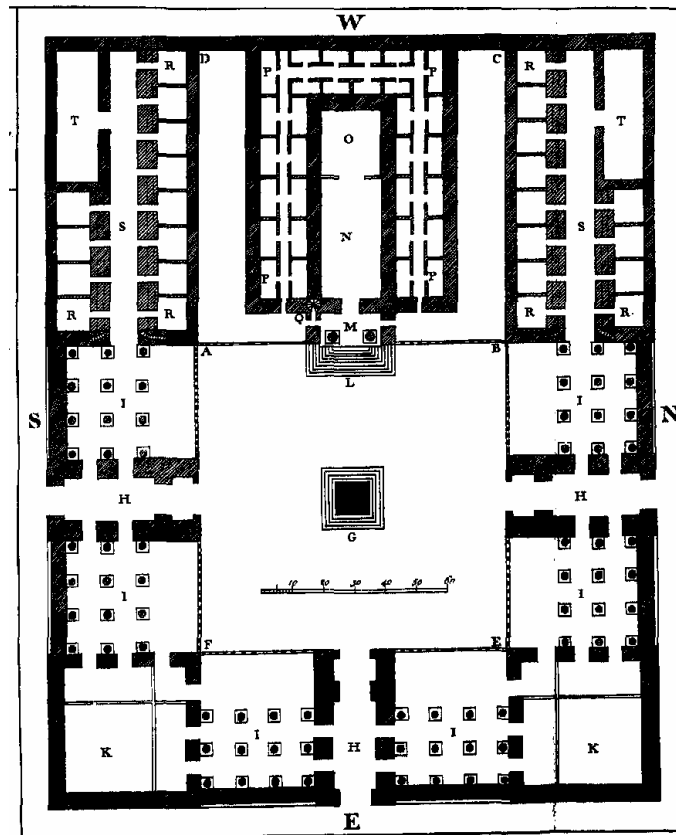 W
R D P P C R
T O T
S N S
R R P P R R
Q M
A B
L
I I
S N
H H
G
10 20 30 40 50 60
I I
F E
K I H I K
E